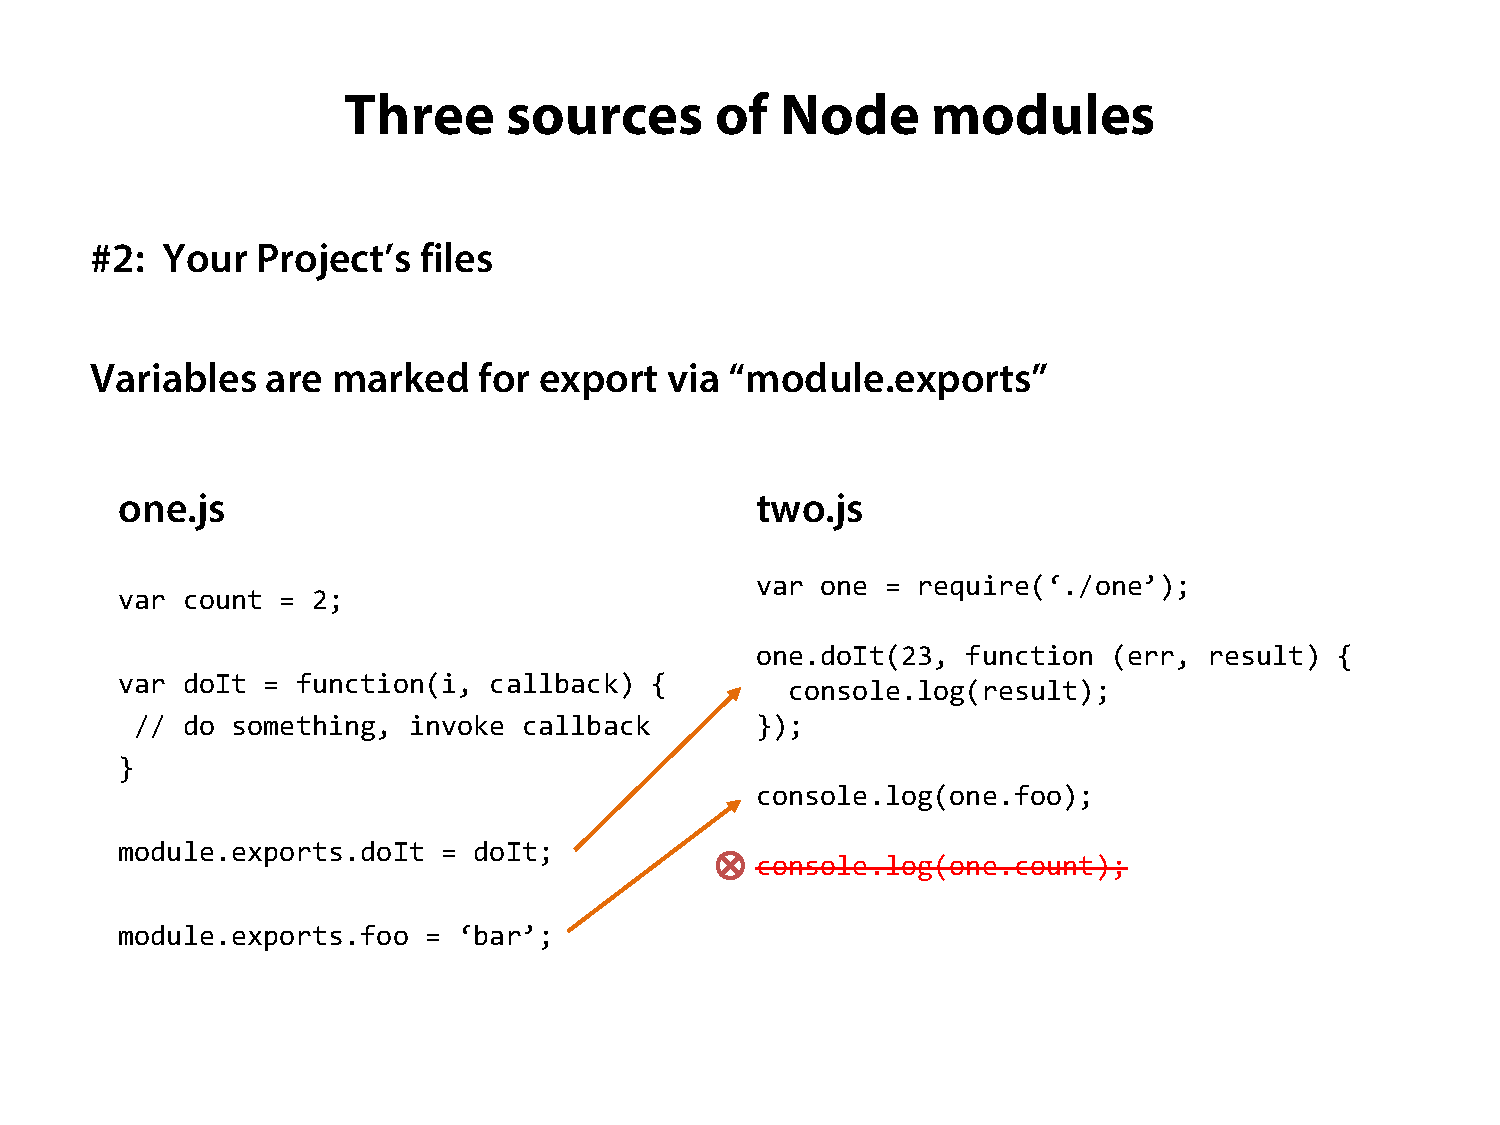 Three sources of Node modules
#2: Your Project’s files
Variables are marked for export via “module.exports”
one.js
var count = 2;
var doIt = function(i, callback) {
 // do something, invoke callback
}
module.exports.doIt = doIt;
module.exports.foo = ‘bar’;
two.js
var one = require(‘./one’);
one.doIt(23, function (err, result) {
  console.log(result);
});
console.log(one.foo);
console.log(one.count);